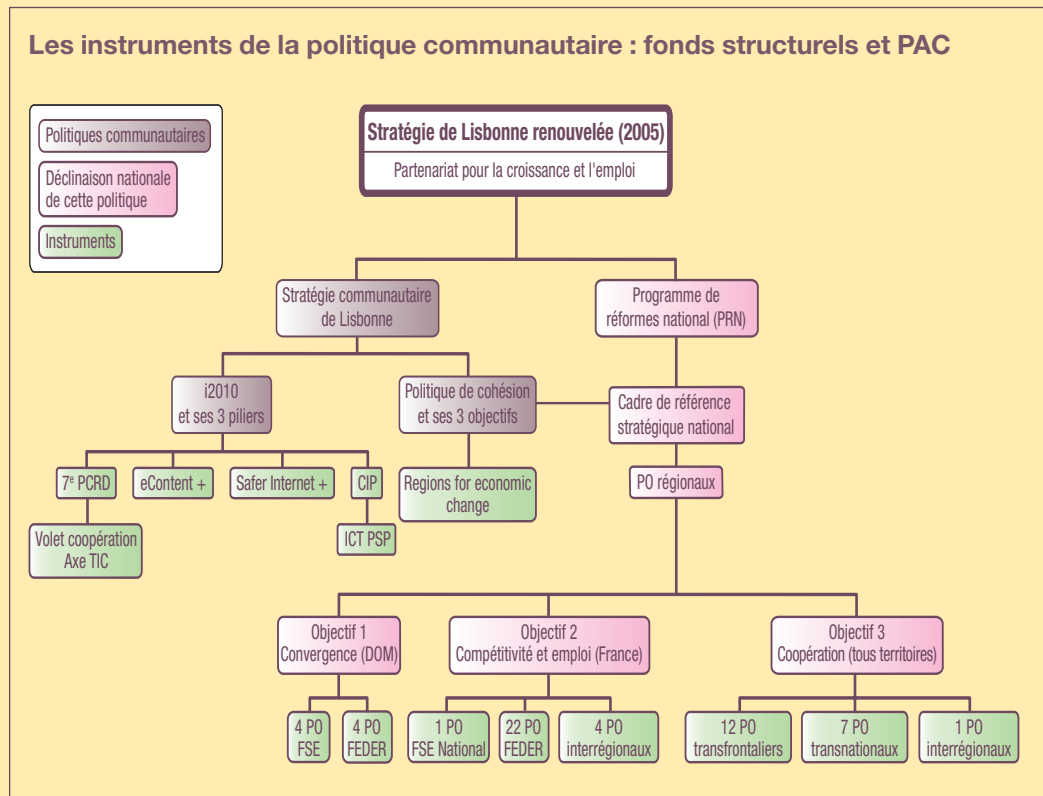 Les instruments de la politique communautaire : fonds structurels et PAC
Politiques communautaires
Déclinaison nationale
de cette politique
Instruments
Stratégie de Lisbonne renouvelée (2005)
Partenariat pour la croissance et l'emploi
Stratégie communautaire
de Lisbonne
Programme de
réformes national (PRN)
i2010
et ses 3 piliers
Politique de cohésion
et ses 3 objectifs
Cadre de référence
stratégique national
7e PCRD
eContent +
Safer Internet +
CIP
Regions for economic
change
PO régionaux
Volet coopération
Axe TIC
ICT PSP
Objectif 1
Convergence (DOM)
Objectif 2
Compétitivité et emploi (France)
Objectif 3
Coopération (tous territoires)
4 PO
FSE
4 PO
FEDER
1 PO
FSE National
22 PO
FEDER
4 PO
interrégionaux
12 PO
transfrontaliers
7 PO
transnationaux
1 PO
interrégionaux